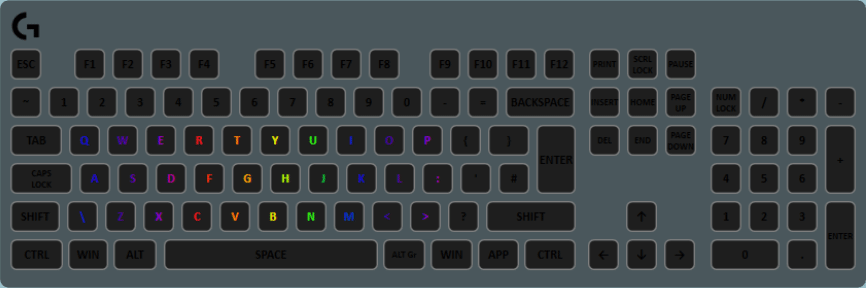 G
ESC F1 F2 F3 F4 F5 F6 F7 F8 F9 F10 F11 F12 PRINT SCRL LOCK PAUSE
~ 1 2 3 4 5 6 7 8 9 0 - = BACKSPACE INSERT HOME PAGE UP NUM LOCK / * -
TAB Q W E R T Y U I O P ( ) ENTER DEL END PAGE DOWN 7 8 9 +
CAPS LOCK A S D F G H J K L : ' # 4 5 6
SHIFT \ Z X C V B N M < > ? SHIFT ↑ 1 2 3 ENTER
CTRL WIN ALT SPACE ALT Gr WIN APP CTRL ← ↓ → 0 .